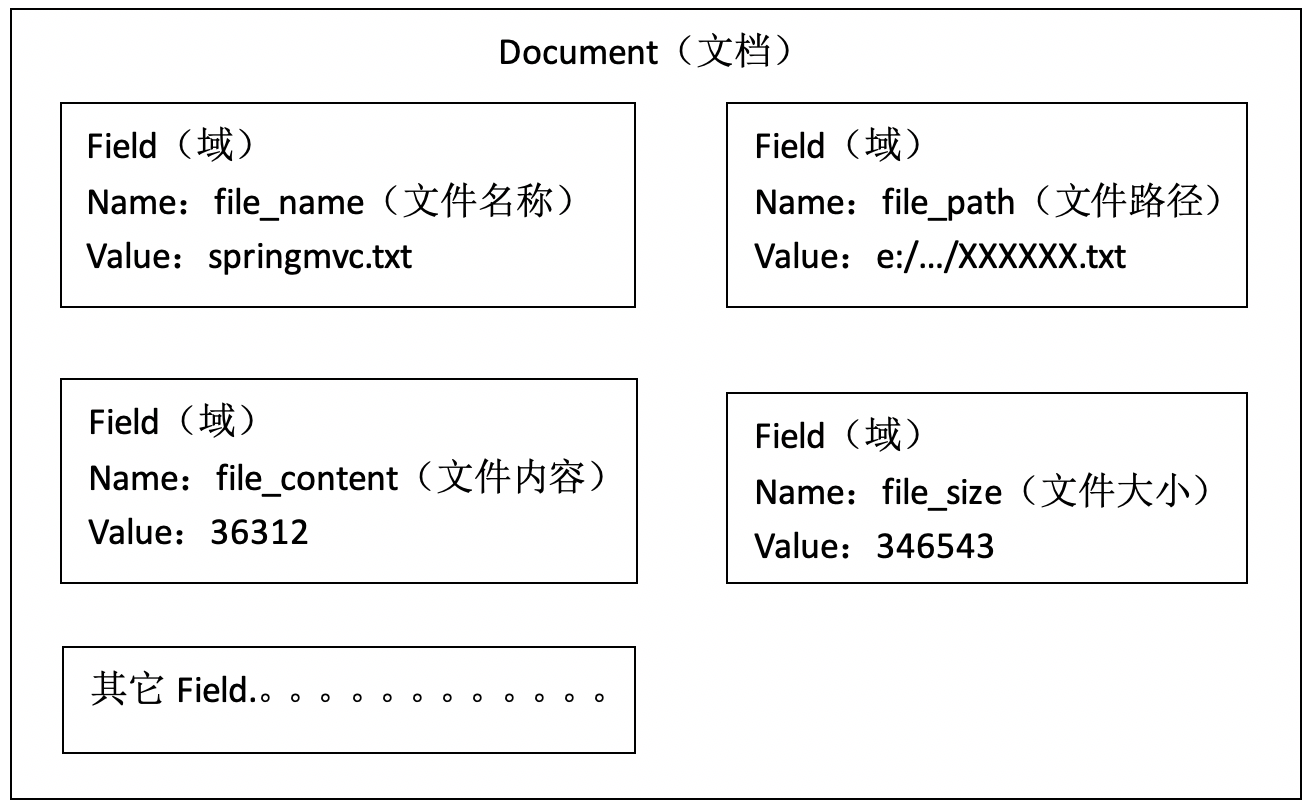 Document（文档）
Field（域）
Name：file_name（文件名称）
Value：springmvc.txt
Field（域）
Name：file_path（文件路径）
Value：e:/.../XXXXXX.txt
Field（域）
Name：file_content（文件内容）
Value：36312
Field（域）
Name：file_size（文件大小）
Value：346543
其它 Field.。。。。。。。。。。。。